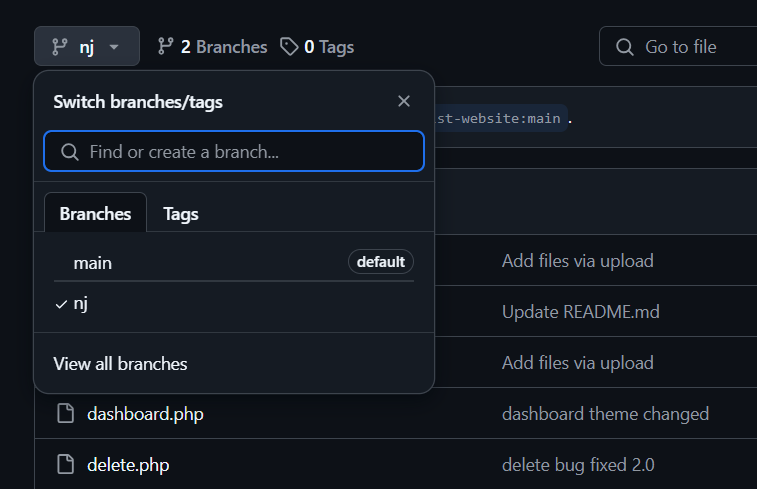 nj
2 Branches
0 Tags
Go to file
Switch branches/tags
st-website:main .
Find or create a branch...
Branches
Tags
main
default
nj
View all branches
Add files via upload
Update README.md
Add files via upload
dashboard.php
dashboard theme changed
delete.php
delete bug fixed 2.0